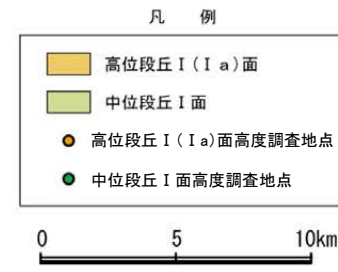 凡 例
高位段丘Ⅰ(Ⅰa)面
中位段丘Ⅰ面
高位段丘Ⅰ(Ⅰa)面高度調査地点
中位段丘Ⅰ面高度調査地点
0 5 10km